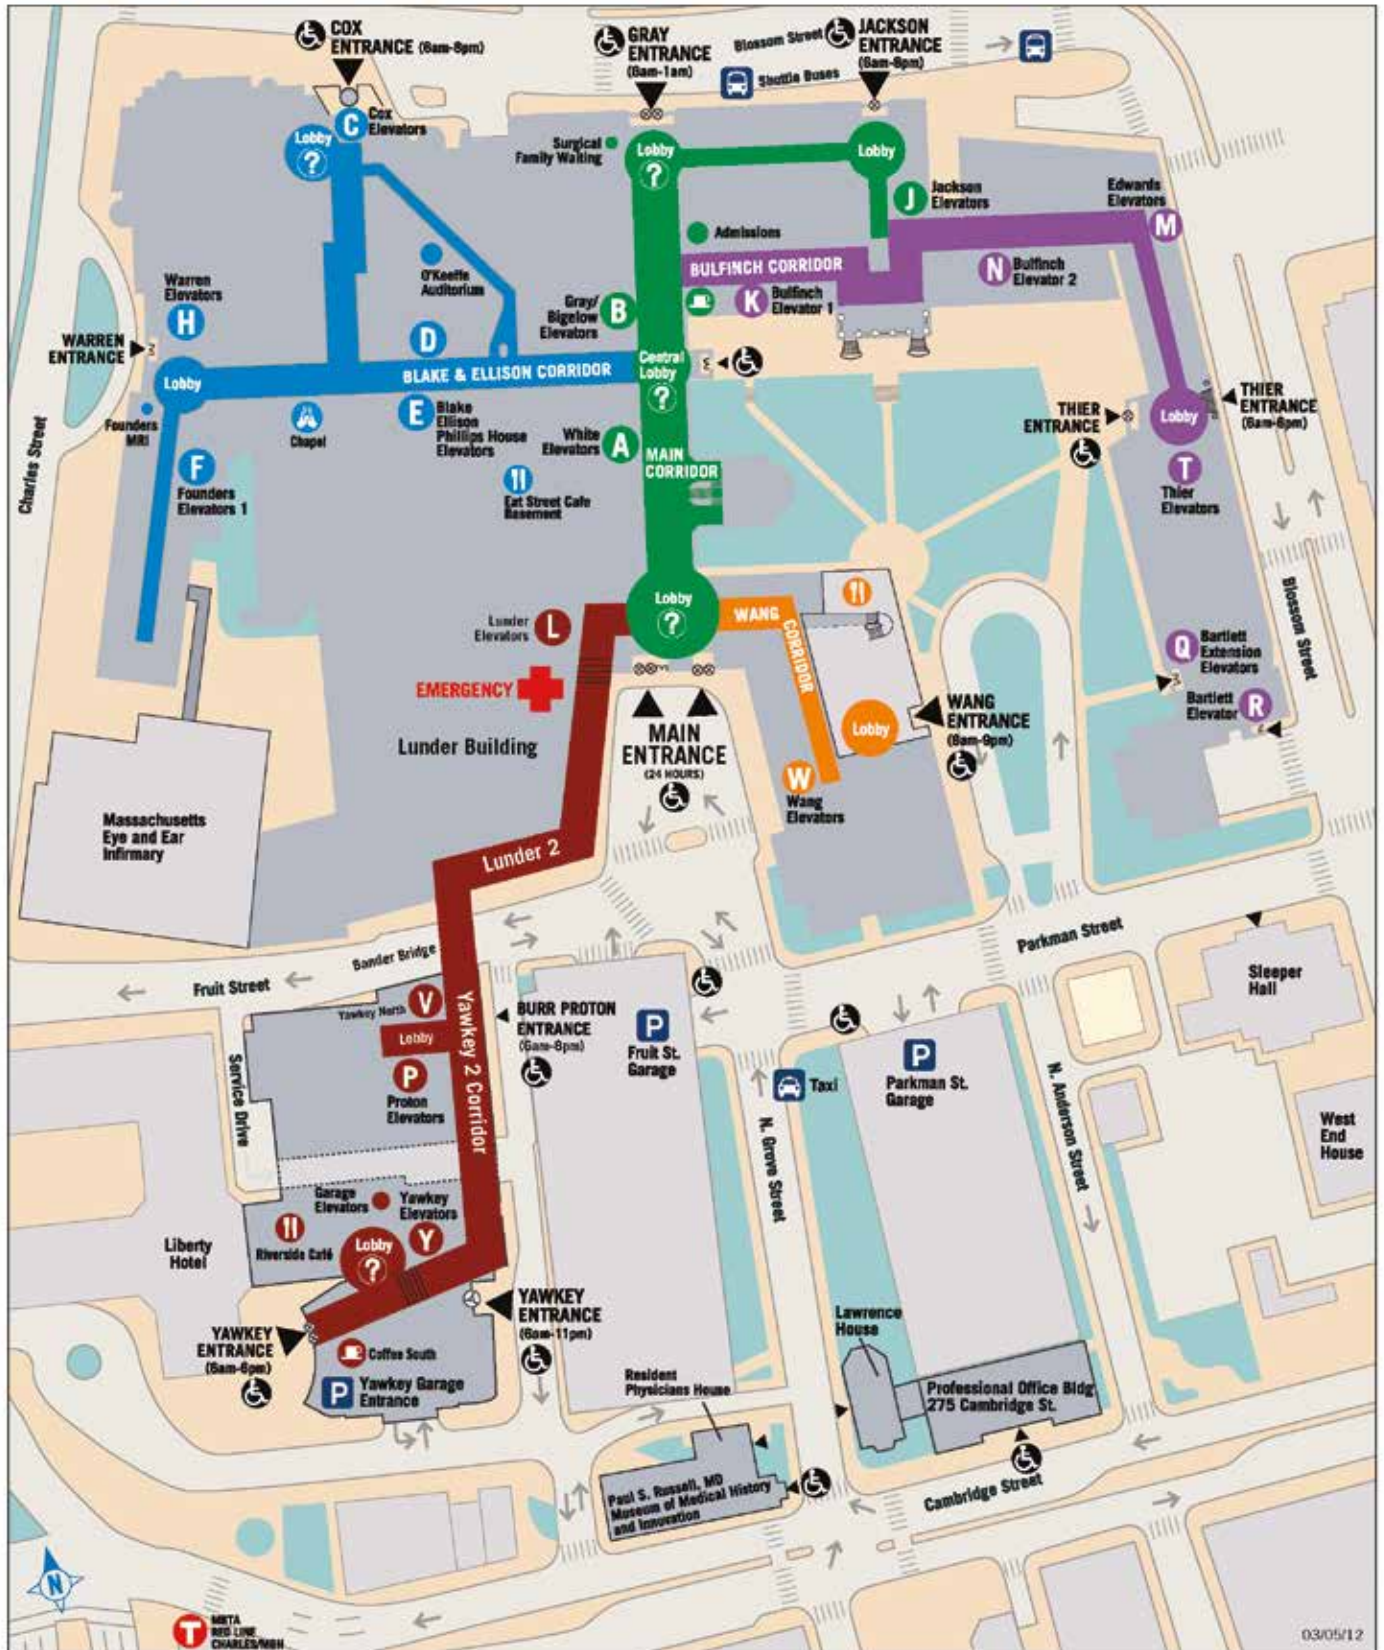 COX
ENTRANCE (6am-8pm)
GRAY
ENTRANCE
(6am-1am)
Blossom Street
JACKSON
ENTRANCE
(6am-8pm)
Shuttle Buses
C
Cox
Elevators
Lobby
?
Surgical
Family Waiting
Lobby
?
Lobby
J
Jackson
Elevators
Edwards
Elevators
M
Admissions
O'Keeffe
Auditorium
BULFINCH CORRIDOR
N
Bulfinch
Elevator 2
Warren
Elevators
H
Gray/
Bigelow
Elevators
B
K
Bulfinch
Elevator 1
WARREN
ENTRANCE
D
Lobby
BLAKE & ELLISON CORRIDOR
Central
Lobby
?
THIER
ENTRANCE
Lobby
THIER
ENTRANCE
(6am-6pm)
Founders
MRI
Chapel
E
Blake
Ellison
Phillips House
Elevators
White
Elevators
A
MAIN
CORRIDOR
Charles Street
F
Founders
Elevators 1
Eat Street Cafe
Basement
T
Thier
Elevators
Blossom Street
Lobby
?
WANG
CORRIDOR
Lunder
Elevators
L
EMERGENCY
Q
Bartlett
Extension
Elevators
Bartlett
Elevator
R
Lunder Building
MAIN
ENTRANCE
(24 HOURS)
Lobby
WANG
ENTRANCE
W
Wang
Elevators
Massachusetts
Eye and Ear
Infirmary
Lunder 2
Parkman Street
Bander Bridge
Fruit Street
Sleeper
Hall
Yawkey North
V
Lobby
P
Proton
Elevators
Yawkey 2 Corridor
BURR PROTON
ENTRANCE
(6am-8pm)
P
Fruit St.
Garage
P
Parkman St.
Garage
Taxi
Service Drive
N. Grove Street
N. Anderson Street
West
End
House
Garage
Elevators
Yawkey
Elevators
Y
Riverside Café
Lobby
?
Liberty
Hotel
YAWKEY
ENTRANCE
(6am-11pm)
YAWKEY
ENTRANCE
(6am-6pm)
Coffee South
P
Yawkey Garage
Entrance
Lawrence
House
Resident
Physicians House
Professional Office Bldg
275 Cambridge St.
Paul S. Russell, MD
Museum of Medical History
and Innovation
Cambridge Street
N
T
MBTA
RED LINE
CHARLES/MGH
03/05/12